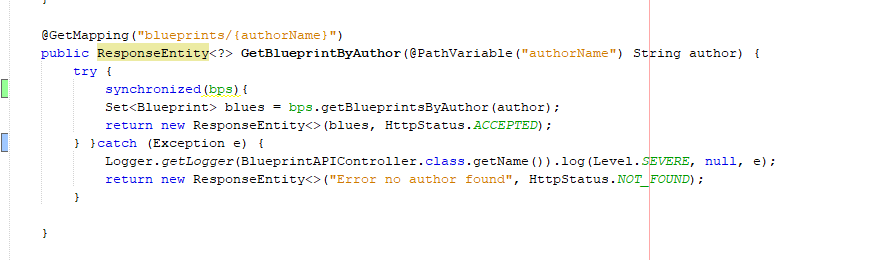 }
@GetMapping("blueprints/{authorName}")
public ResponseEntity<?> GetBlueprintByAuthor(@PathVariable("authorName") String author) {
try {
synchronized(bps){
Set<Blueprint> blues = bps.getBlueprintsByAuthor(author);
return new ResponseEntity<>(blues, HttpStatus.ACCEPTED);
} }catch (Exception e) {
Logger.getLogger(BlueprintAPIController.class.getName()).log(Level.SEVERE, null, e);
return new ResponseEntity<>("Error no author found", HttpStatus.NOT_FOUND);
}
}